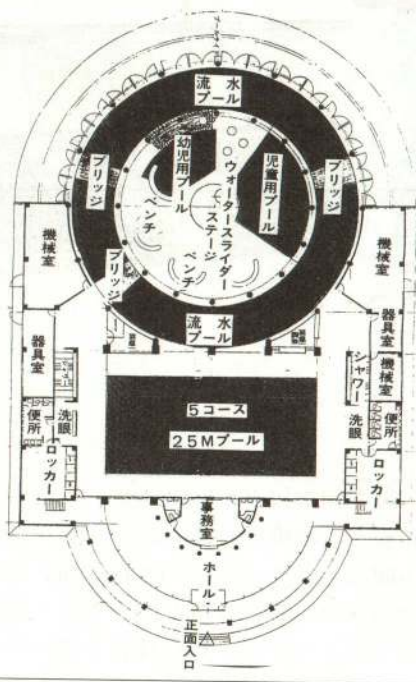 流水
プール
幼児用プール
児童用プール
ウォータースライダー
ステージ
ブリッジ
ブリッジ
ベンチ
ベンチ
ブリッジ
流水
プール
機械室
機械室
器具室
器具室
機械室
シャワー
便所
洗眼
洗眼
便所
ロッカー
ロッカー
5コース
25Mプール
事務室
ホール
正面入口